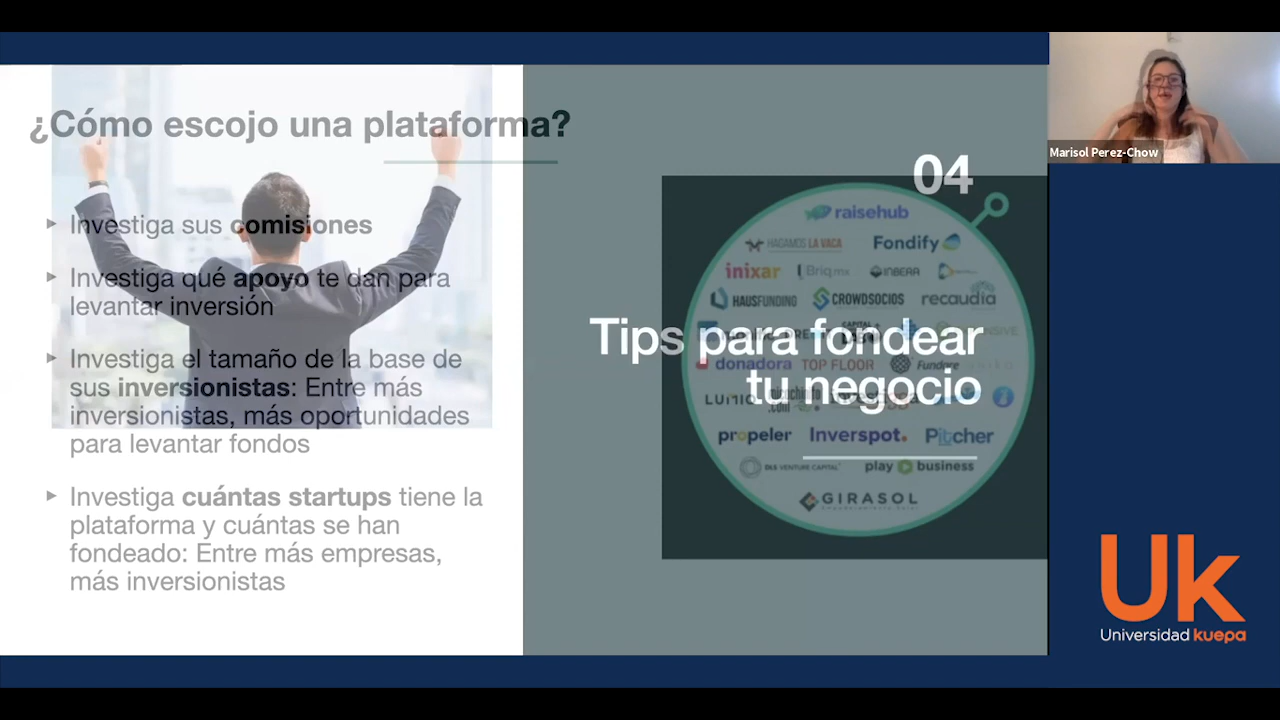 ¿Cómo escojo una plataforma?
Investiga sus comisiones
Investiga qué apoyo te dan para
levantar inversión
Investiga el tamaño de la base de
sus inversionistas: Entre más
inversionistas, más oportunidades
para levantar fondos
Investiga cuántas startups tiene la
plataforma y cuántas se han
fondeado: Entre más empresas,
más inversionistas
04
Tips para fondear
tu negocio
raisehub
HAGAMOS LA VACA Fondify
inixar Briq.mx INBERA
HAUSFUNDING CROWDSOCIOS recaudia
donadora TOP FLOOR Fundary
propeler Inverspot. Pitcher
DLS VENTURE CAPITAL play business
GIRASOL
Marisol Perez-Chow
Uk
Universidad kuepa